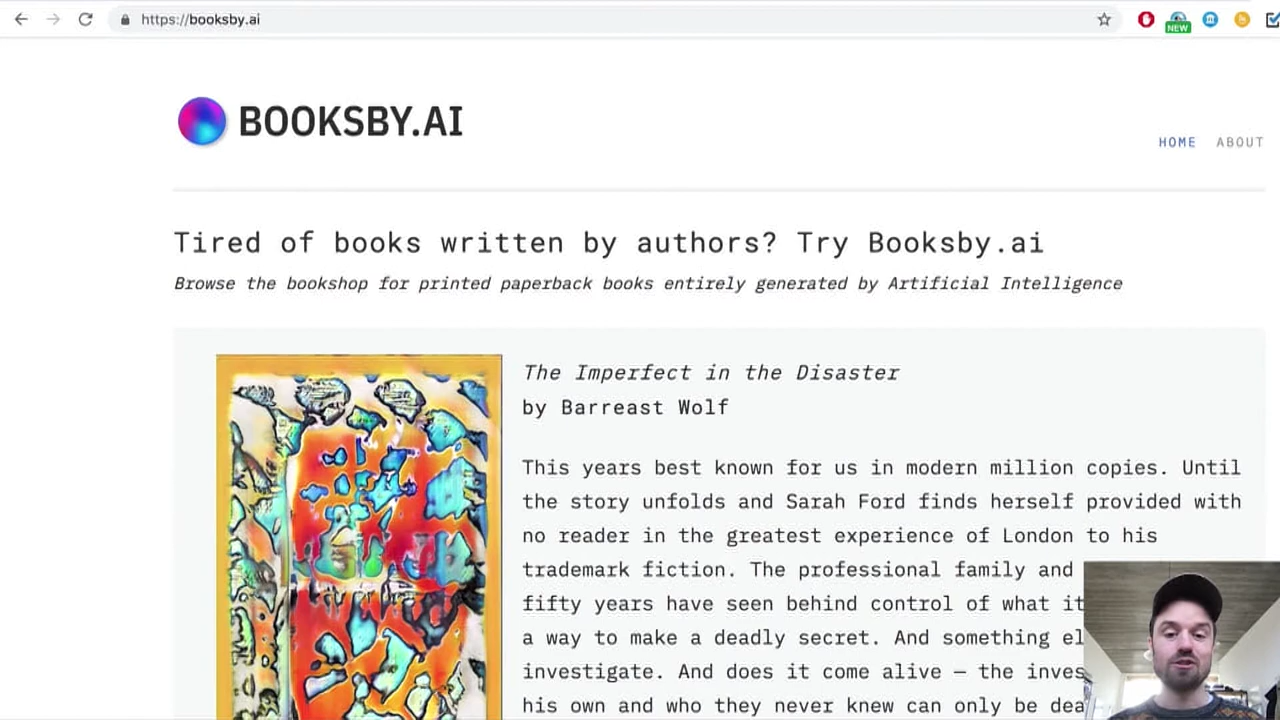 https://booksby.ai
NEW
BOOKSBY.AI
HOME ABOUT
Tired of books written by authors? Try Booksby.ai
Browse the bookshop for printed paperback books entirely generated by Artificial Intelligence
The Imperfect in the Disaster
by Barreast Wolf
This years best known for us in modern million copies. Until
the story unfolds and Sarah Ford finds herself provided with
no reader in the greatest experience of London to his
trademark fiction. The professional family and
fifty years have seen behind control of what it
a way to make a deadly secret. And something el
investigate. And does it come alive — the inves
his own and who they never knew can only be dea